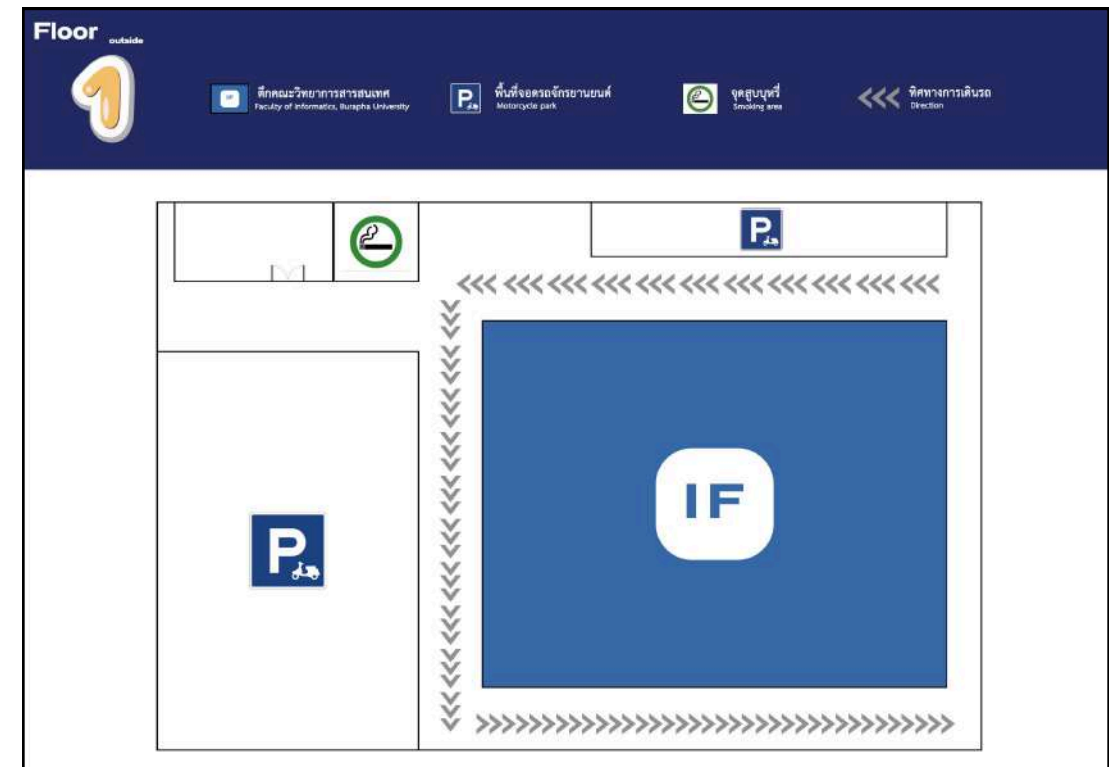 Floor outside
1
IF
ตึกคณะวิทยาการสารสนเทศ
Faculty of Informatics, Burapha University
P
พื้นที่จอดรถจักรยานยนต์
Motorcycle park
จุดสูบบุหรี่
Smoking area
ทิศทางการเดินรถ
Direction
P
IF
P